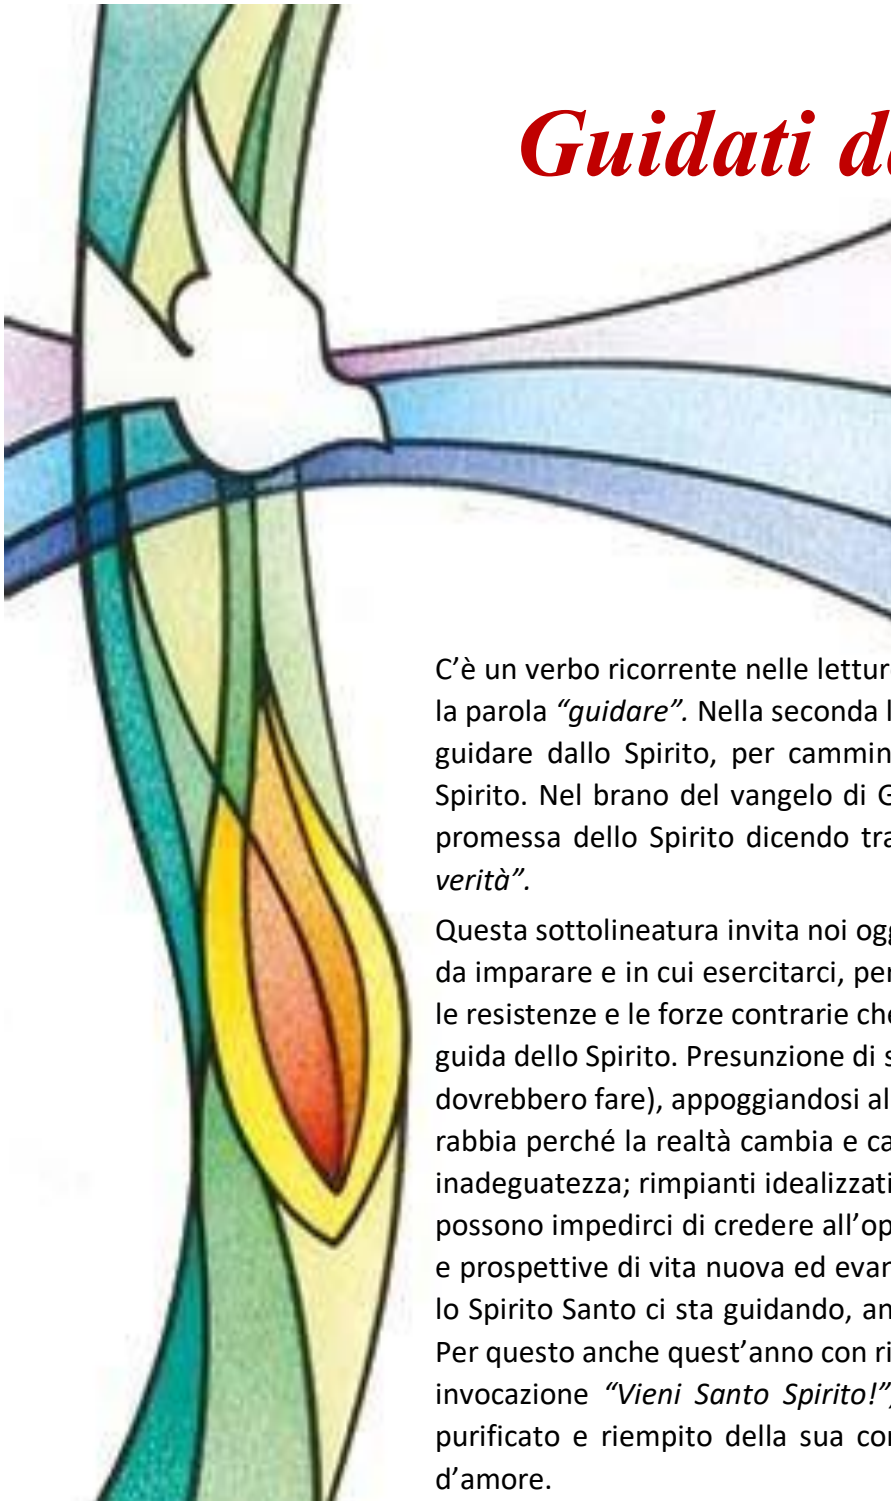 Guidati d
C’è un verbo ricorrente nelle lettur
la parola “guidare”. Nella seconda
guidare dallo Spirito, per cammin
Spirito. Nel brano del vangelo di G
promessa dello Spirito dicendo tra
verità”.
Questa sottolineatura invita noi ogg
da imparare e in cui esercitarci, per
le resistenze e le forze contrarie che
guida dello Spirito. Presunzione di s
dovrebbero fare), appoggiandosi al
rabbia perché la realtà cambia e ca
inadeguatezza; rimpianti idealizzati
possono impedirci di credere all’op
e prospettive di vita nuova ed evan
lo Spirito Santo ci sta guidando, an
Per questo anche quest’anno con ri
invocazione “Vieni Santo Spirito!”,
purificato e riempito della sua con
d’amore.